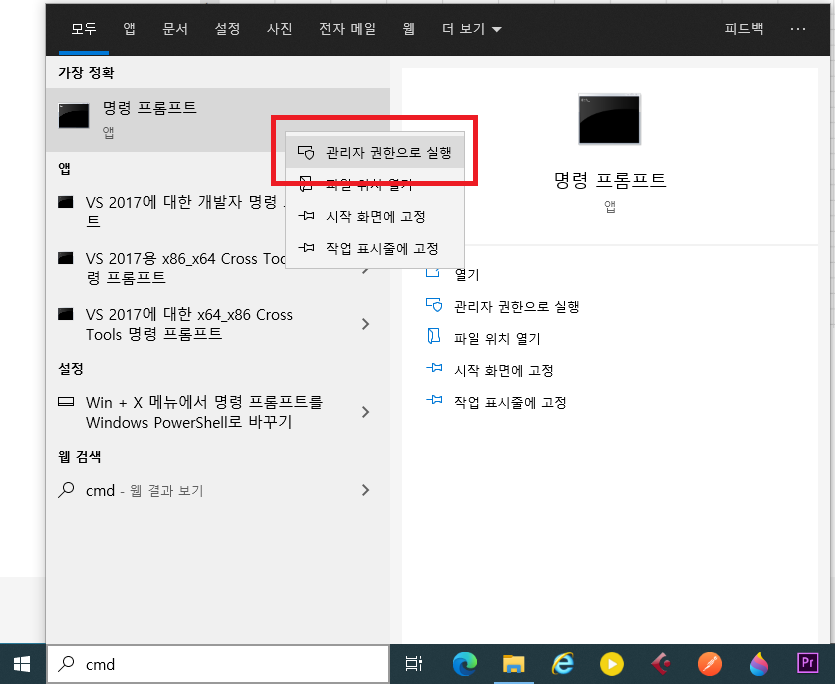 모두 앱 문서 설정 사진 전자 메일 웹 더 보기 피드백 ...
가장 정확
명령 프롬프트
앱
관리자 권한으로 실행
파일 위치 열기
시작 화면에 고정
작업 표시줄에 고정
앱
VS 2017에 대한 개발자 명령
트
VS 2017용 x86_x64 Cross
령 프롬프트
VS 2017에 대한 x64_x86 Cross
Tools 명령 프롬프트
설정
Win + X 메뉴에서 명령 프롬프트를
Windows PowerShell로 바꾸기
웹 검색
cmd - 웹 결과 보기
명령 프롬프트
앱
열기
관리자 권한으로 실행
파일 위치 열기
시작 화면에 고정
작업 표시줄에 고정
cmd
Pr